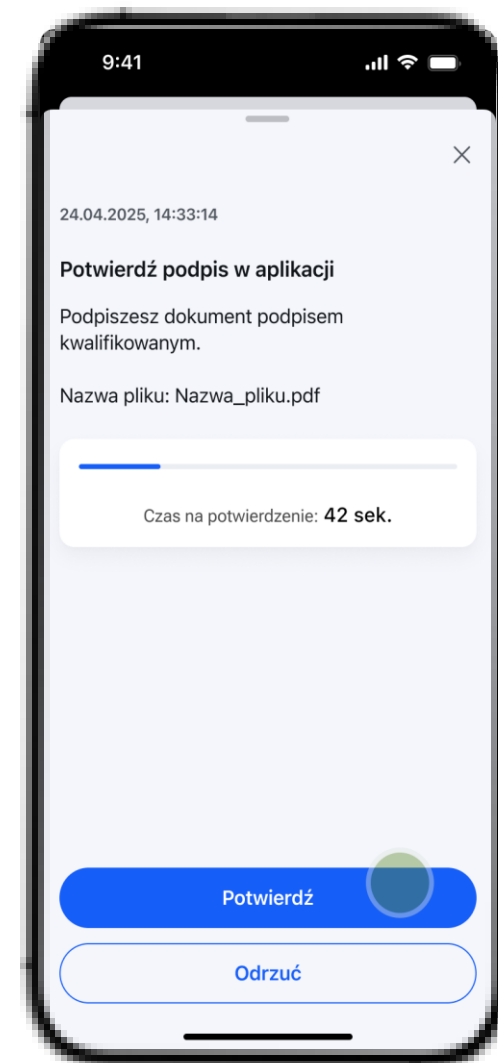 9:41
24.04.2025, 14:33:14
Potwierdź podpis w aplikacji
Podpiszesz dokument podpisem
kwalifikowanym.
Nazwa pliku: Nazwa_pliku.pdf
Czas na potwierdzenie: 42 sek.
Potwierdź
Odrzuć